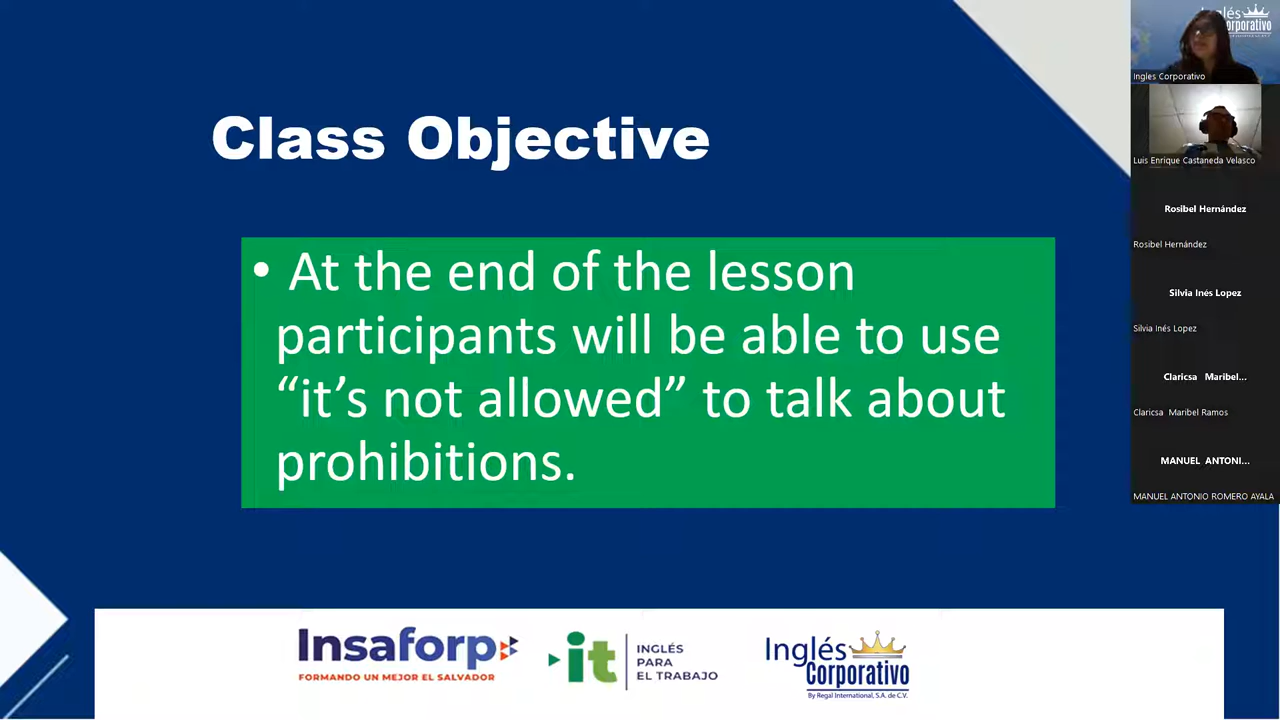 Class Objective
• At the end of the lesson
participants will be able to use
“it’s not allowed” to talk about
prohibitions.
Insaforp
FORMANDO UN MEJOR EL SALVADOR
it
INGLÉS
PARA
EL TRABAJO
Inglés
Corporativo
By Regal International, S.A. de C.V.
Ingles Corporativo
Luis Enrique Castaneda Velasco
Rosibel Hernández
Rosibel Hernández
Silvia Inés Lopez
Silvia Inés Lopez
Claricsa Maribel...
Claricsa Maribel Ramos
MANUEL ANTONI...
MANUEL ANTONIO ROMERO AYALA